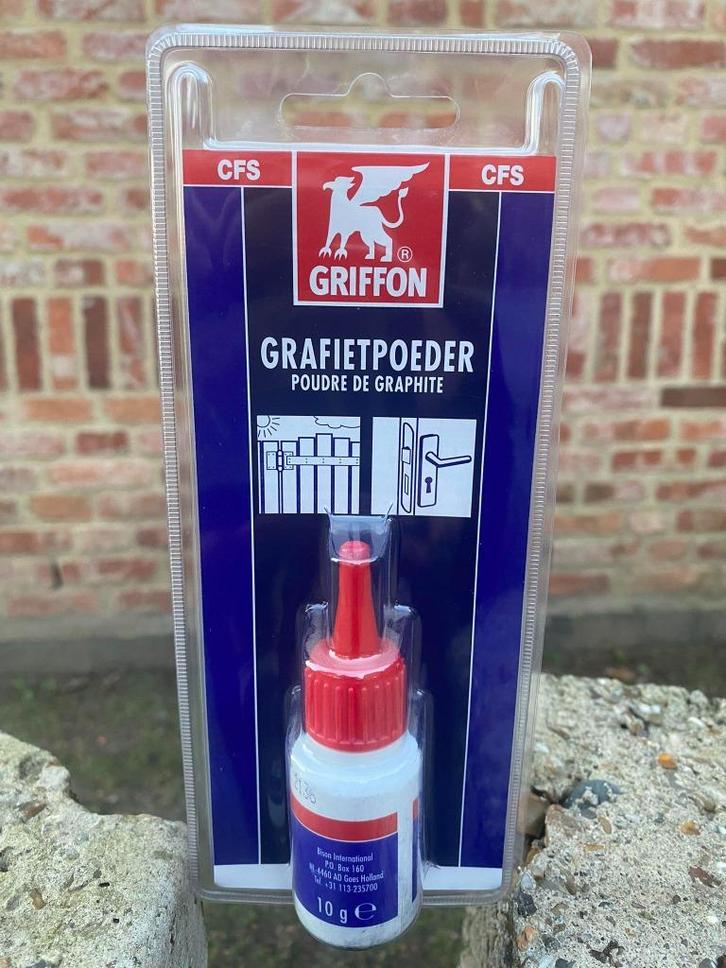 CFS
CFS
®
GRIFFON
GRAFIETPOEDER
POUDRE DE GRAPHITE
2136
Bison International
P.O. Box 160
NL-4460 AD Goes Holland
Tel. +31 113-235700
10 g ℮